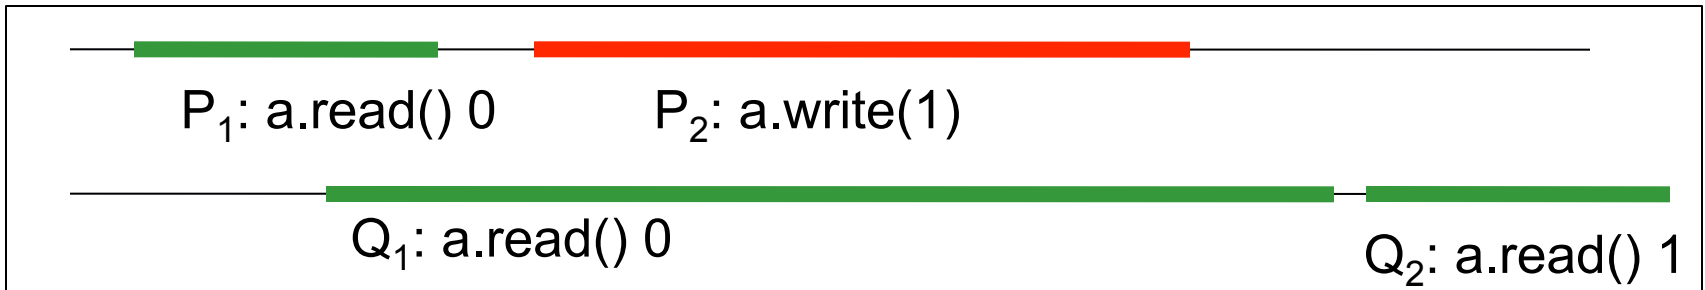 P₁: a.read() 0 P₂: a.write(1)
Q₁: a.read() 0
Q₂: a.read() 1